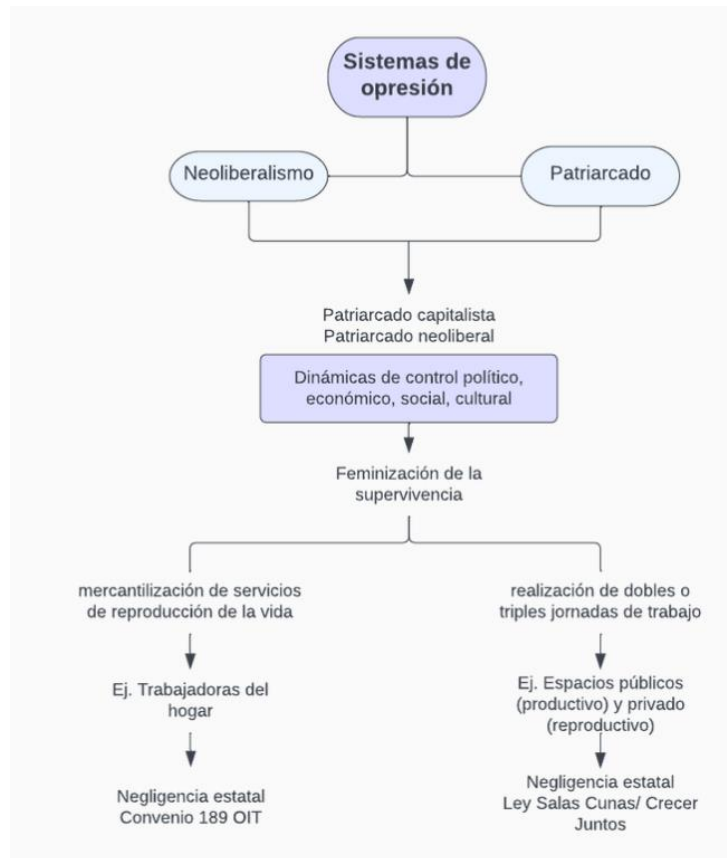 Sistemas de
opresión
Neoliberalismo
Patriarcado
Patriarcado capitalista
Patriarcado neoliberal
Dinámicas de control político,
económico, social, cultural
Feminización de la
supervivencia
mercantilización de servicios
de reproducción de la vida
realización de dobles o
triples jornadas de trabajo
Ej. Trabajadoras del
hogar
Ej. Espacios públicos
(productivo) y privado
(reproductivo)
Negligencia estatal
Convenio 189 OIT
Negligencia estatal
Ley Salas Cunas/ Crecer
Juntos